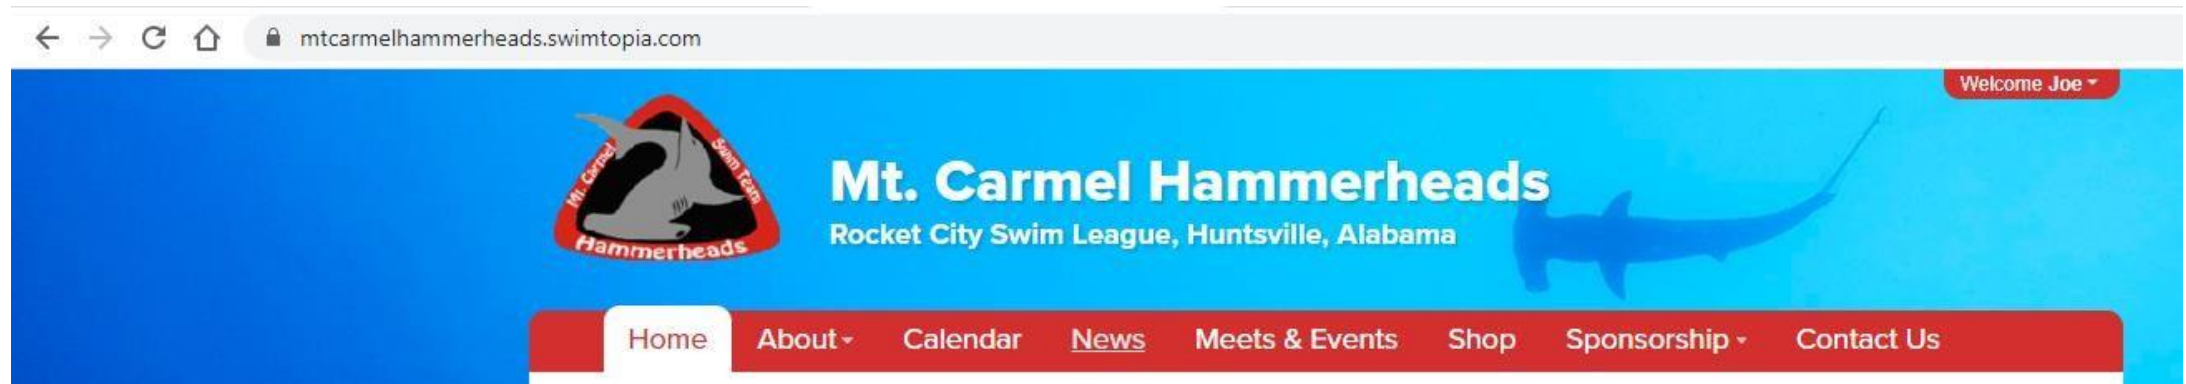 mtcarmelhammerheads.swimtopia.com
Welcome Joe
Mt. Carmel
Swim Team
Hammerheads
Mt. Carmel Hammerheads
Rocket City Swim League, Huntsville, Alabama
Home About Calendar News Meets & Events Shop Sponsorship Contact Us